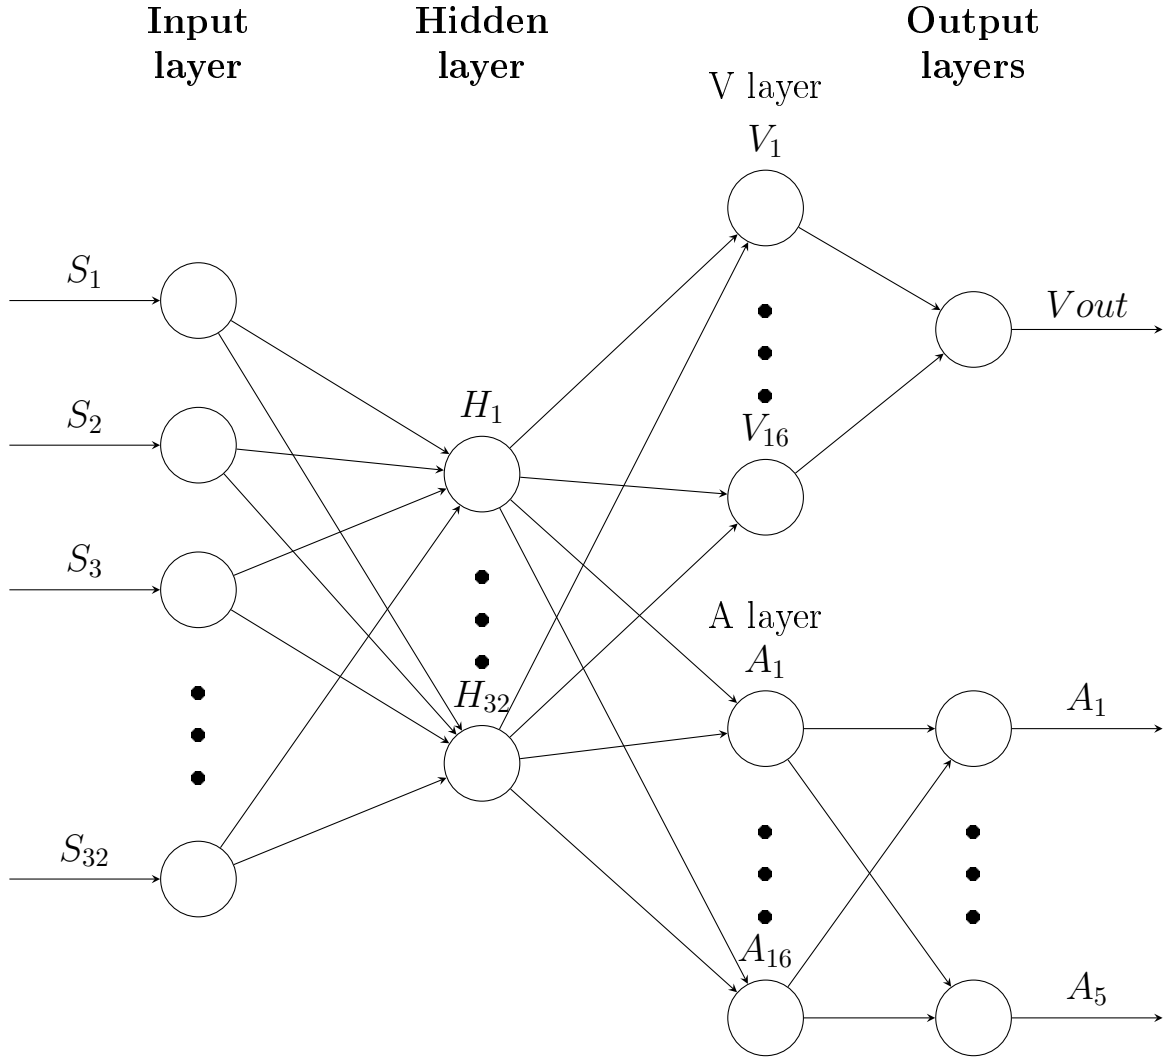 Input
layer
Hidden
layer
Output
layers
V layer
V₁
S₁
Vout
H₁
S₂
V₁₆
S₃
A layer
A₁
H₃₂
A₁
S₃₂
A₁₆
A₅